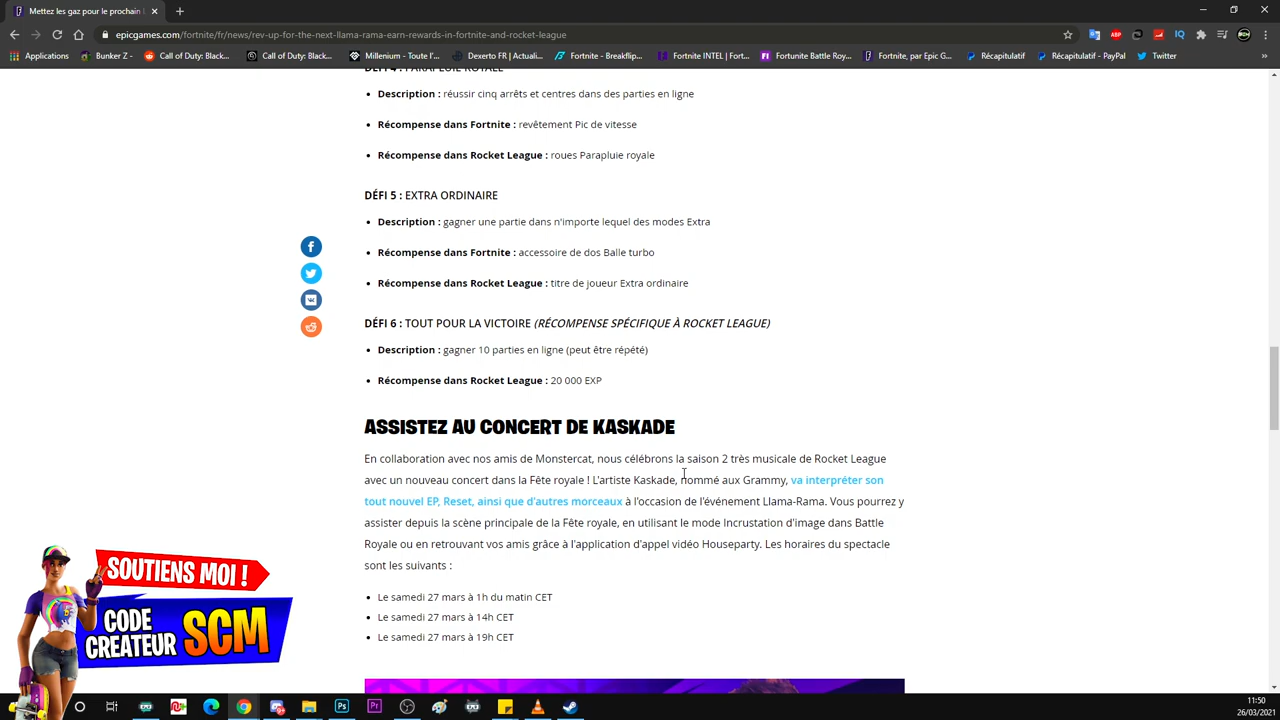 Mettez les gaz pour le prochain L
epicgames.com/fortnite/fr/news/rev-up-for-the-next-llama-rama-earn-rewards-in-fortnite-and-rocket-league
Applications
Bunker Z -
Call of Duty: Black...
Call of Duty: Black...
Millenium - Toute l'...
Dexerto FR | Actuali...
Fortnite - Breakflip...
Fortnite INTEL | Fort...
Fortnite Battle Roy...
Fortnite, par Epic G...
Récapitulatif
Récapitulatif - PayPal
Twitter
DÉFI 4 : PARAPLUIE ROYALE
Description : réussir cinq arrêts et centres dans des parties en ligne
Récompense dans Fortnite : revêtement Pic de vitesse
Récompense dans Rocket League : roues Parapluie royale
DÉFI 5 : EXTRA ORDINAIRE
Description : gagner une partie dans n'importe lequel des modes Extra
Récompense dans Fortnite : accessoire de dos Balle turbo
Récompense dans Rocket League : titre de joueur Extra ordinaire
DÉFI 6 : TOUT POUR LA VICTOIRE (RÉCOMPENSE SPÉCIFIQUE À ROCKET LEAGUE)
Description : gagner 10 parties en ligne (peut être répété)
Récompense dans Rocket League : 20 000 EXP
ASSISTEZ AU CONCERT DE KASKADE
En collaboration avec nos amis de Monstercat, nous célébrons la saison 2 très musicale de Rocket League
avec un nouveau concert dans la Fête royale ! L'artiste Kaskade, nommé aux Grammy, va interpréter son
tout nouvel EP, Reset, ainsi que d'autres morceaux à l'occasion de l'événement Llama-Rama. Vous pourrez y
assister depuis la scène principale de la Fête royale, en utilisant le mode Incrustation d'image dans Battle
Royale ou en retrouvant vos amis grâce à l'application d'appel vidéo Houseparty. Les horaires du spectacle
sont les suivants :
Le samedi 27 mars à 1h du matin CET
Le samedi 27 mars à 14h CET
Le samedi 27 mars à 19h CET
SOUTIENS MOI !
CODE
CREATEUR
SCM
11:50
26/03/2021